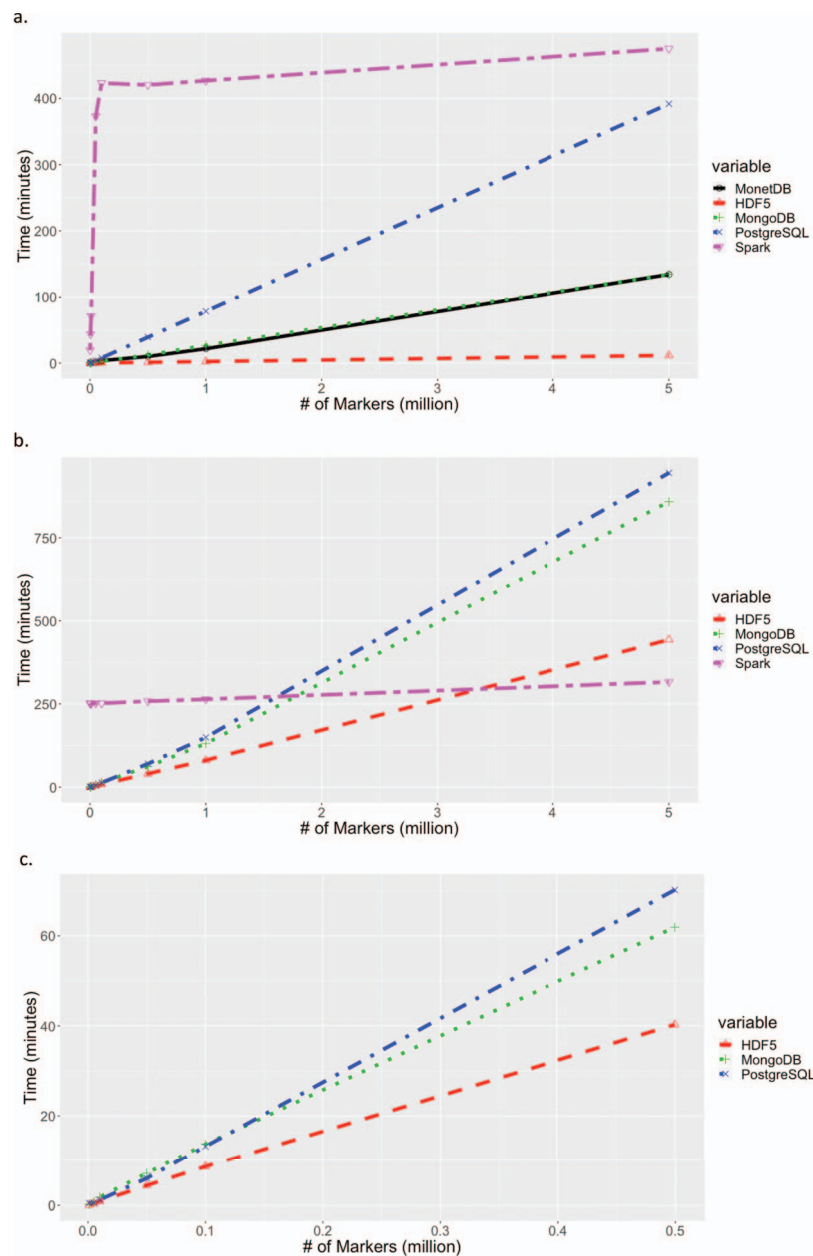 a.
Time (minutes)
400
300
200
100
0
0 1 2 3 4 5
# of Markers (million)
variable
MonetDB
HDF5
MongoDB
PostgreSQL
Spark
b.
Time (minutes)
750
500
250
0
0 1 2 3 4 5
# of Markers (million)
variable
HDF5
MongoDB
PostgreSQL
Spark
c.
Time (minutes)
60
40
20
0
0.0 0.1 0.2 0.3 0.4 0.5
# of Markers (million)
variable
HDF5
MongoDB
PostgreSQL